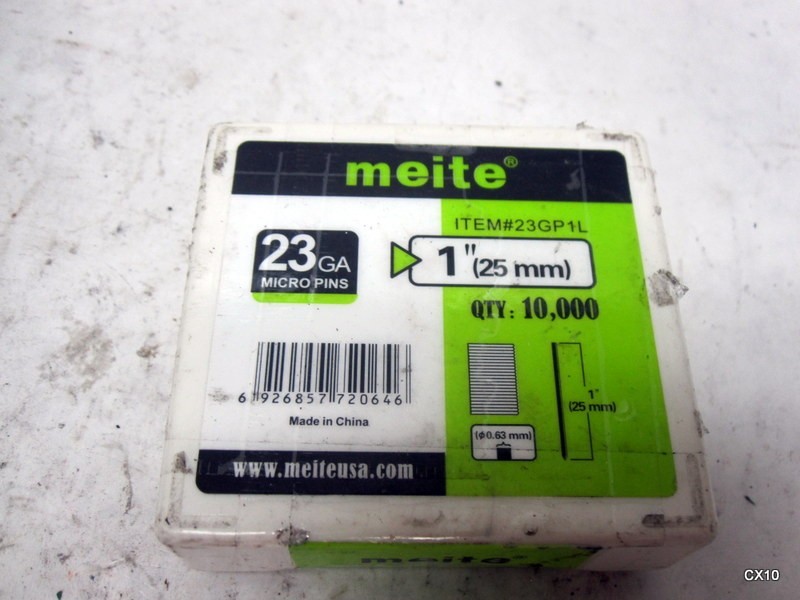 meite®
ITEM#23GP1L
23GA
MICRO PINS
1" (25 mm)
QTY: 10,000
6 926857 720646
Made in China
(ϕ0.63 mm)
1"
(25 mm)
www.meiteusa.com
meite
CX10